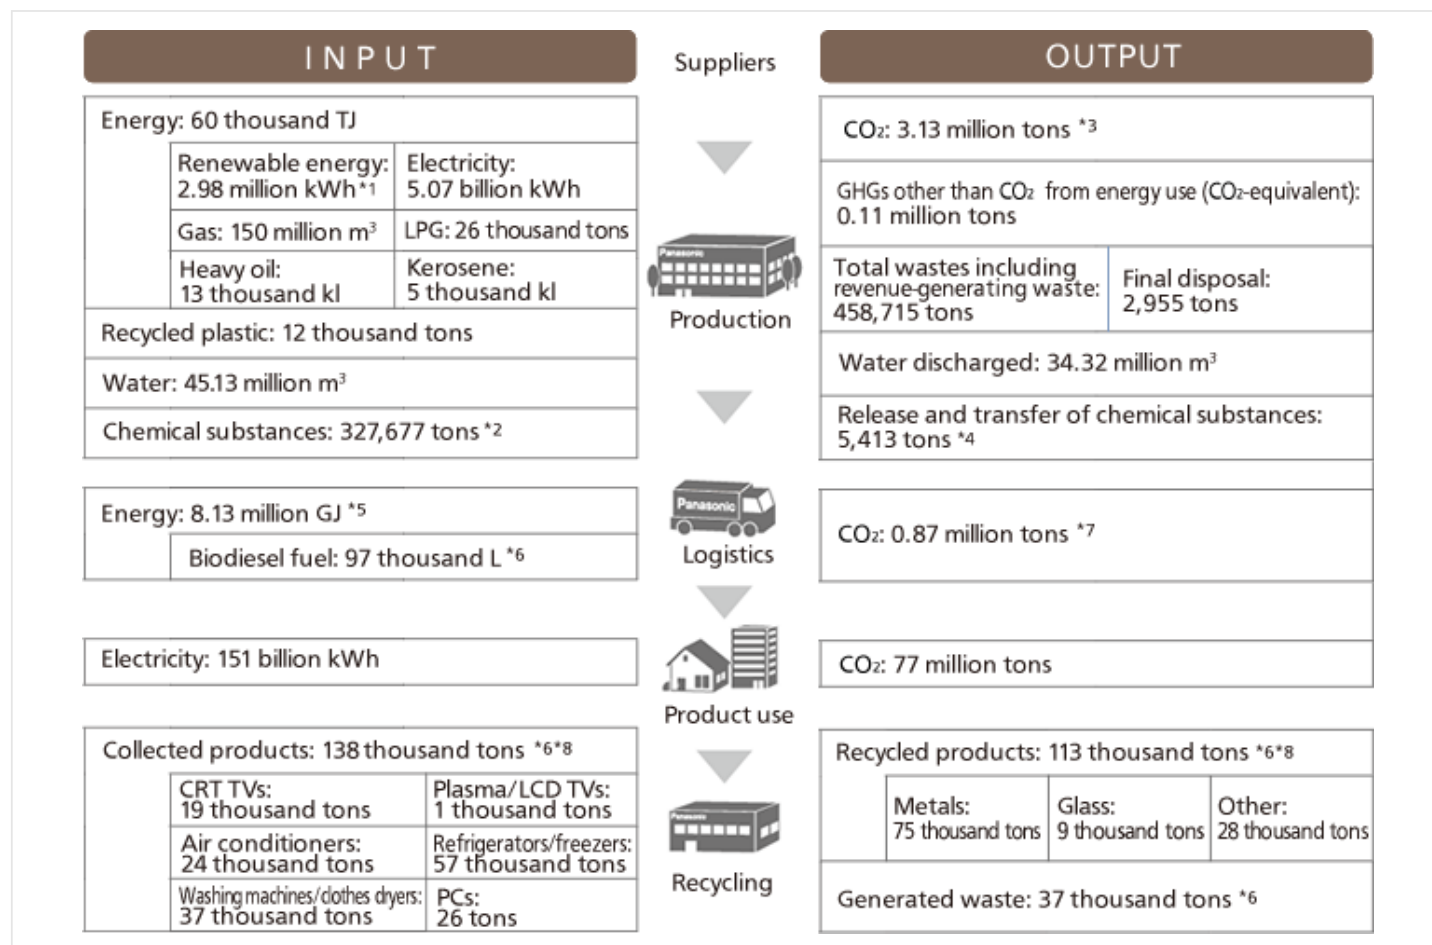 INPUT
Suppliers
OUTPUT
Energy: 60 thousand TJ
Renewable energy:
2.98 million kWh*1
Electricity:
5.07 billion kWh
Gas: 150 million m³
LPG: 26 thousand tons
Heavy oil:
13 thousand kl
Kerosene:
5 thousand kl
Recycled plastic: 12 thousand tons
Water: 45.13 million m³
Chemical substances: 327,677 tons *2
Panasonic
Production
CO₂: 3.13 million tons *3
GHGs other than CO₂ from energy use (CO₂-equivalent):
0.11 million tons
Total wastes including
revenue-generating waste:
458,715 tons
Final disposal:
2,955 tons
Water discharged: 34.32 million m³
Release and transfer of chemical substances:
5,413 tons *4
Energy: 8.13 million GJ *5
Biodiesel fuel: 97 thousand L *6
Panasonic
Logistics
CO₂: 0.87 million tons *7
Electricity: 151 billion kWh
Product use
CO₂: 77 million tons
Collected products: 138 thousand tons *6*8
CRT TVs:
19 thousand tons
Plasma/LCD TVs:
1 thousand tons
Air conditioners:
24 thousand tons
Refrigerators/freezers:
57 thousand tons
Washing machines/clothes dryers:
37 thousand tons
PCs:
26 tons
Panasonic
Recycling
Recycled products: 113 thousand tons *6*8
Metals:
75 thousand tons
Glass:
9 thousand tons
Other:
28 thousand tons
Generated waste: 37 thousand tons *6